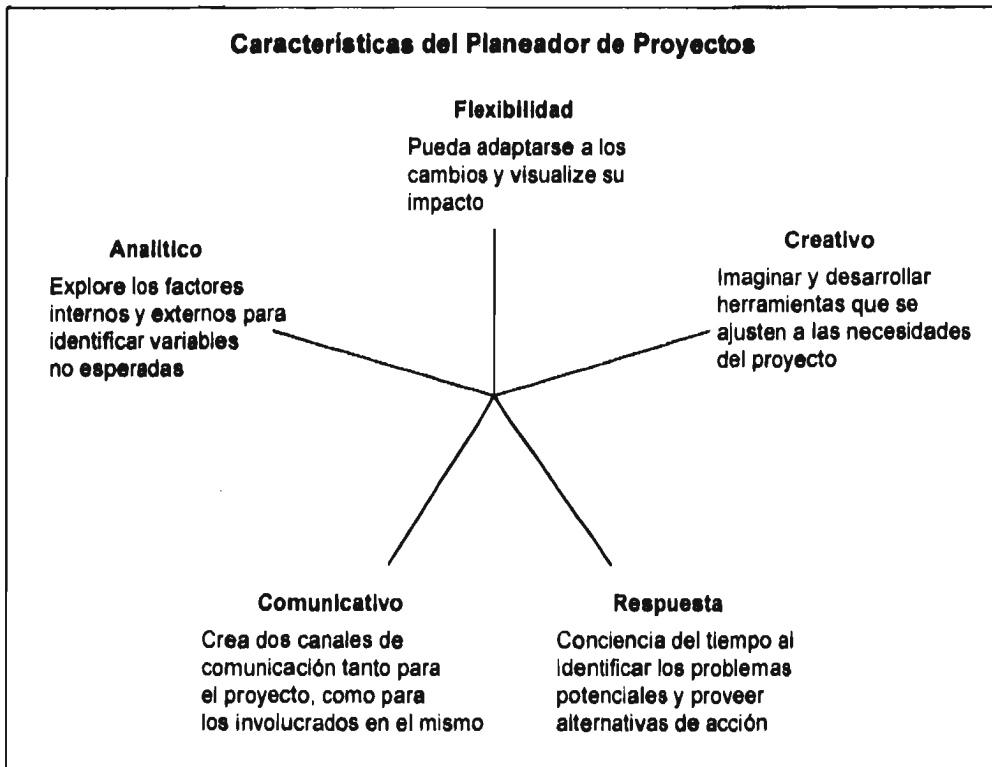 Características del Planeador de Proyectos
Flexibilidad
Pueda adaptarse a los
cambios y visualize su
impacto
Analítico
Explore los factores
internos y externos para
identificar variables
no esperadas
Creativo
Imaginar y desarrollar
herramientas que se
ajusten a las necesidades
del proyecto
Comunicativo
Crea dos canales de
comunicación tanto para
el proyecto, como para
los involucrados en el mismo
Respuesta
Conciencia del tiempo al
identificar los problemas
potenciales y proveer
alternativas de acción